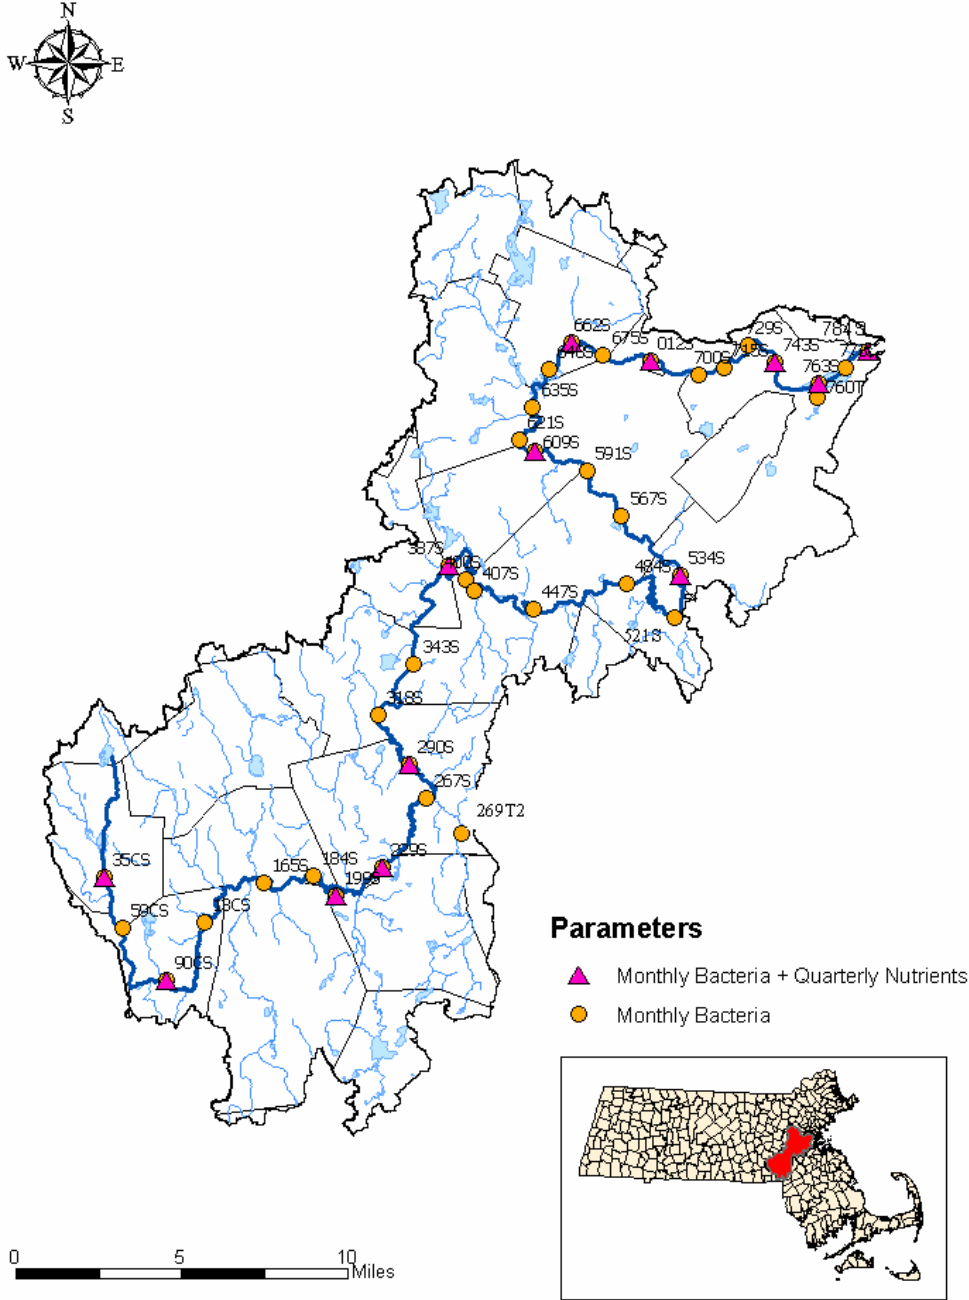 N
W E
S
729S
784S
662S
675S
012S
743S
700S
763S
760T
635S
621S
609S
591S
567S
387S
534S
484S
407S
447S
521S
343S
318S
290S
267S
269T2
229S
35CS
184S
165S
199S
59CS
18CS
90CS
Parameters
Monthly Bacteria + Quarterly Nutrients
Monthly Bacteria
0 5 10
Miles